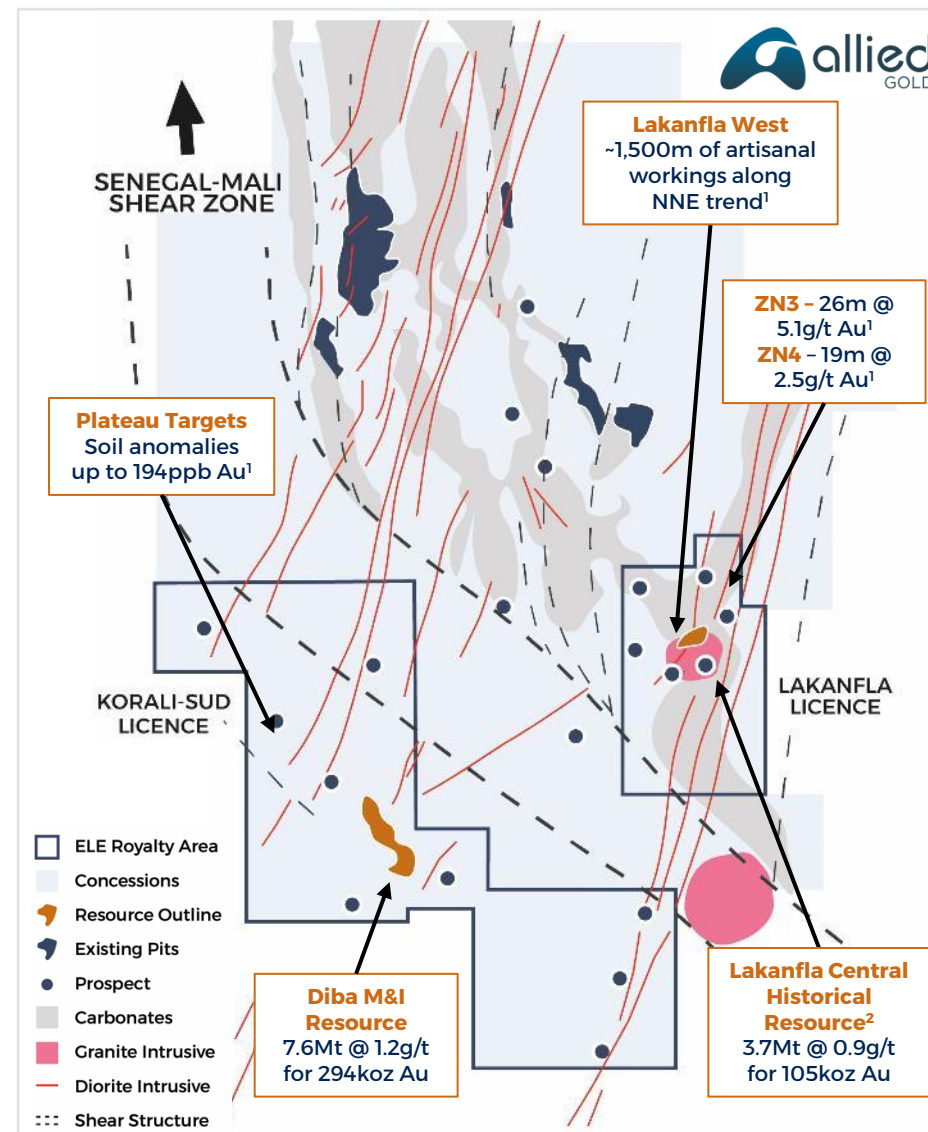 allied
GOLD
SENEGAL-MALI
SHEAR ZONE
Lakanfla West
~1,500m of artisanal
workings along
NNE trend¹
ZN3 – 26m @
5.1g/t Au¹
ZN4 – 19m @
2.5g/t Au¹
Plateau Targets
Soil anomalies
up to 194ppb Au¹
KORALI-SUD
LICENCE
LAKANFLA
LICENCE
ELE Royalty Area
Concessions
Resource Outline
Existing Pits
Prospect
Carbonates
Granite Intrusive
Diorite Intrusive
Shear Structure
Diba M&I
Resource
7.6Mt @ 1.2g/t
for 294koz Au
Lakanfla Central
Historical
Resource²
3.7Mt @ 0.9g/t
for 105koz Au